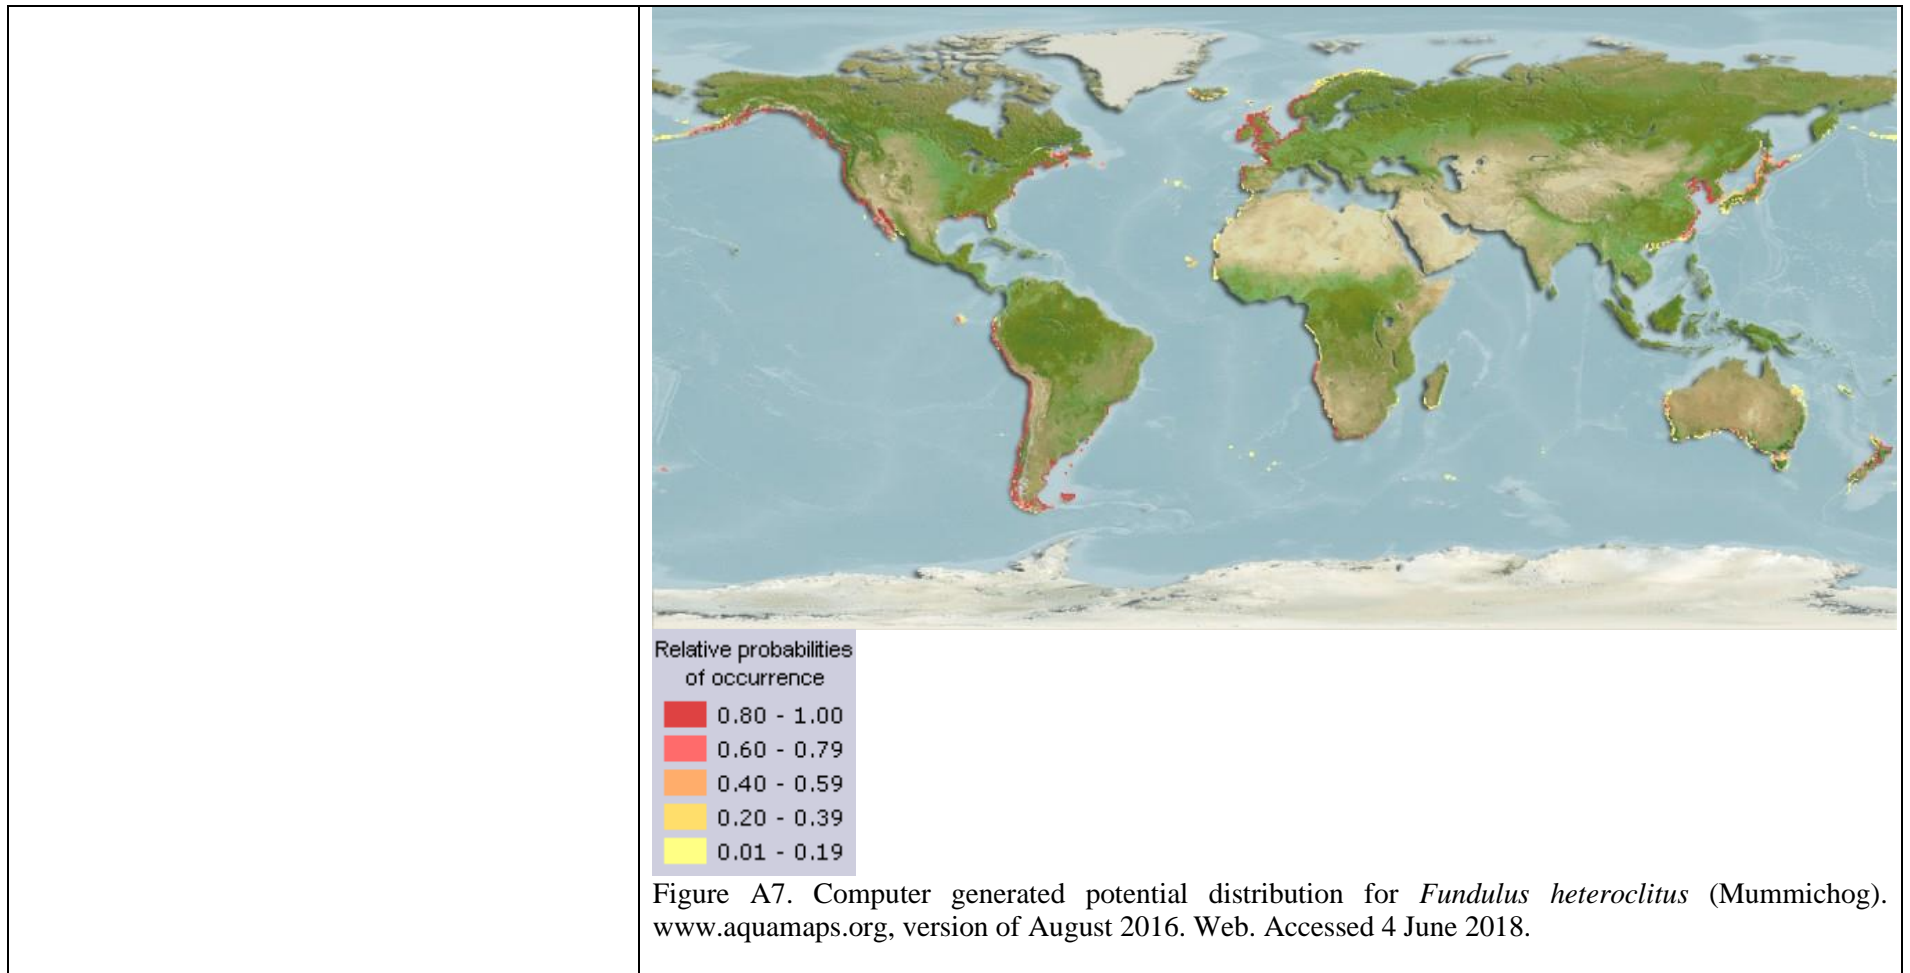 Relative probabilities
of occurrence
0.80 - 1.00
0.60 - 0.79
0.40 - 0.59
0.20 - 0.39
0.01 - 0.19
Figure A7. Computer generated potential distribution for Fundulus heteroclitus (Mummichog).
www.aquamaps.org, version of August 2016. Web. Accessed 4 June 2018.